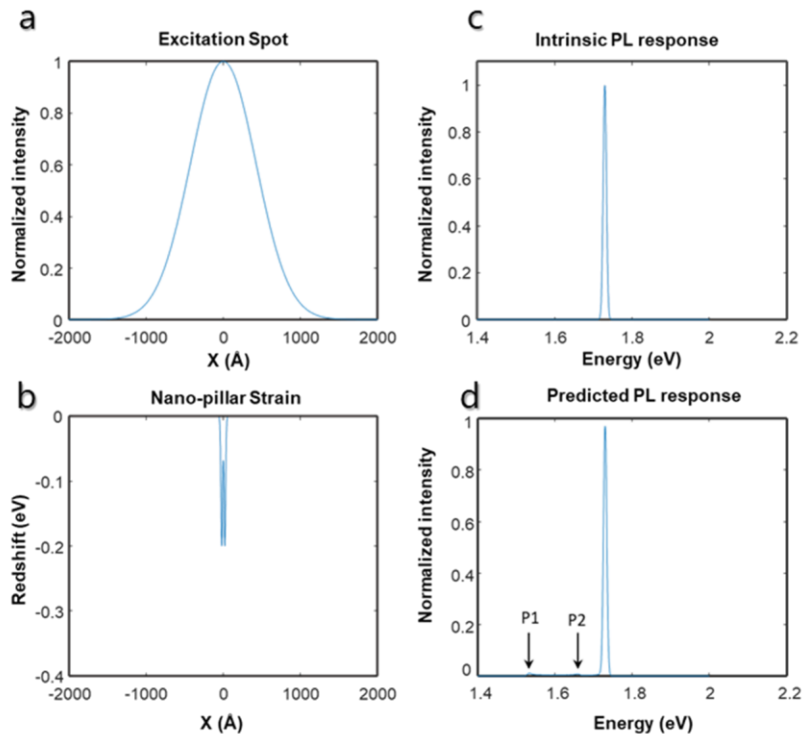 a
Excitation Spot
Normalized intensity
1
0.8
0.6
0.4
0.2
0
-2000
-1000
0
1000
2000
X (Å)
c
Intrinsic PL response
Normalized intensity
1
0.8
0.6
0.4
0.2
0
1.4
1.6
1.8
2
2.2
Energy (eV)
b
Nano-pillar Strain
Redshift (eV)
0
-0.1
-0.2
-0.3
-0.4
-2000
-1000
0
1000
2000
X (Å)
d
Predicted PL response
Normalized intensity
1
0.8
0.6
0.4
0.2
0
P1
P2
1.4
1.6
1.8
2
2.2
Energy (eV)